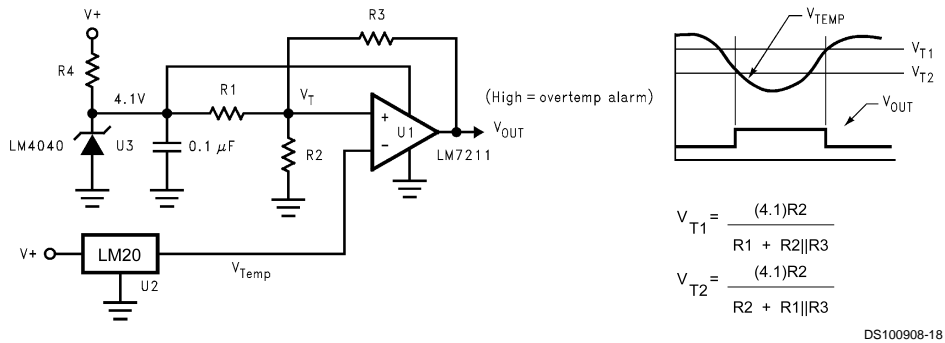 V+
R4
4.1V
R1
V_T
R3
R2
LM4040
U3
0.1 μF
+
−
U1
LM7211
(High = overtemp alarm)
V_OUT
V+
LM20
U2
V_Temp
V_TEMP
V_T1
V_T2
V_OUT
V_T1 = (4.1)R2 / R1 + R2||R3
V_T2 = (4.1)R2 / R2 + R1||R3
DS100908-18